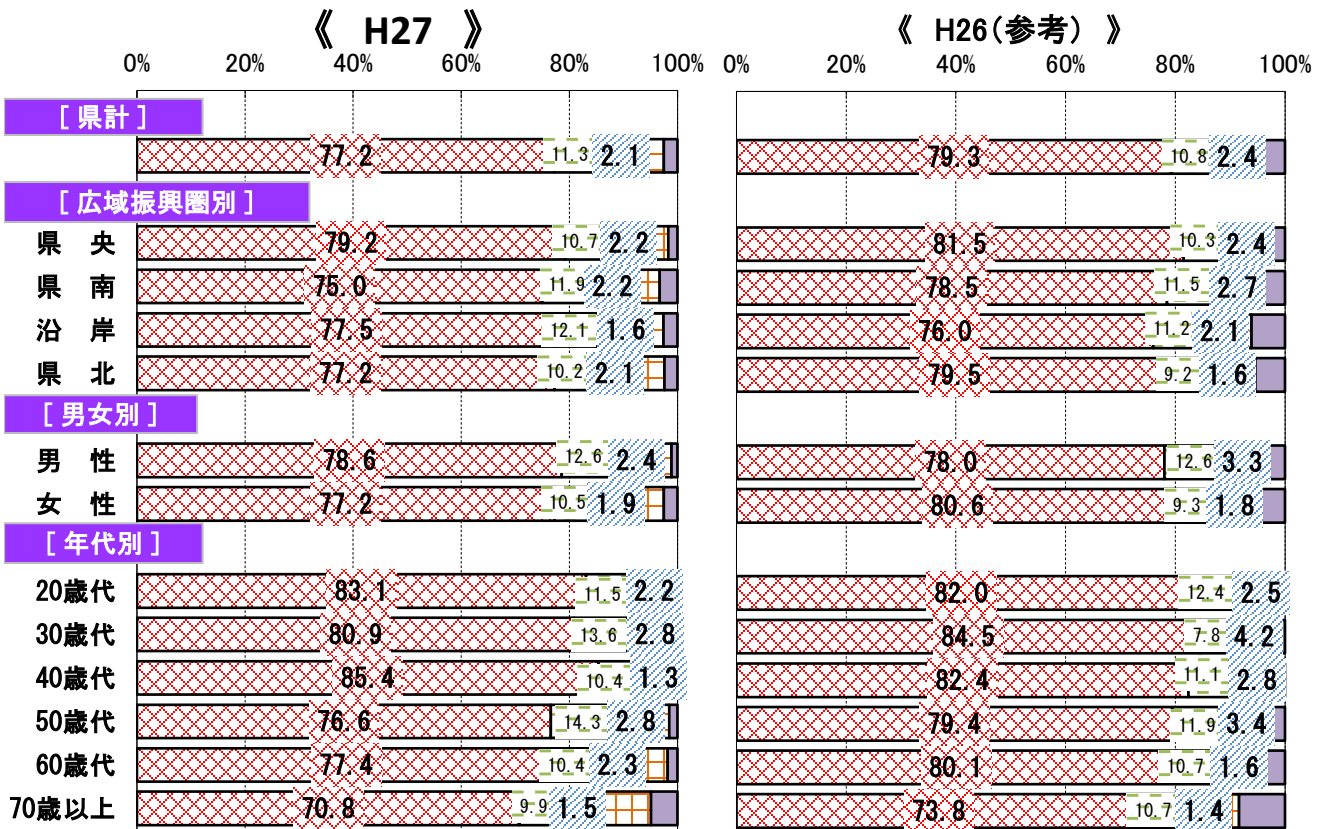 《 H27 》 《 H26(参考) 》
0% 20% 40% 60% 80% 100% 0% 20% 40% 60% 80% 100%
[ 県計 ]
77.2 11.3 2.1 79.3 10.8 2.4
[ 広域振興圏別 ]
県 央 79.2 10.7 2.2 81.5 10.3 2.4
県 南 75.0 11.9 2.2 78.5 11.5 2.7
沿 岸 77.5 12.1 1.6 76.0 11.2 2.1
県 北 77.2 10.2 2.1 79.5 9.2 1.6
[ 男女別 ]
男 性 78.6 12.6 2.4 78.0 12.6 3.3
女 性 77.2 10.5 1.9 80.6 9.3 1.8
[ 年代別 ]
20歳代 83.1 11.5 2.2 82.0 12.4 2.5
30歳代 80.9 13.6 2.8 84.5 7.8 4.2
40歳代 85.4 10.4 1.3 82.4 11.1 2.8
50歳代 76.6 14.3 2.8 79.4 11.9 3.4
60歳代 77.4 10.4 2.3 80.1 10.7 1.6
70歳以上 70.8 9.9 1.5 73.8 10.7 1.4